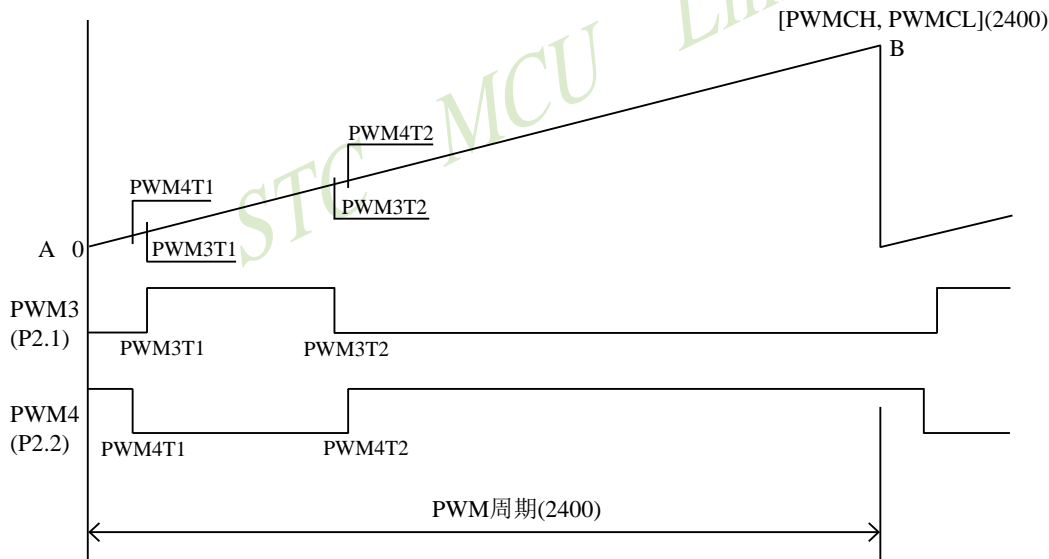 [PWMCH, PWMCL](2400)
B
PWM4T2
PWM4T1
PWM3T2
PWM3T1
A 0
PWM3
(P2.1)
PWM3T1
PWM3T2
PWM4
(P2.2)
PWM4T1
PWM4T2
PWM周期(2400)
STC MCU